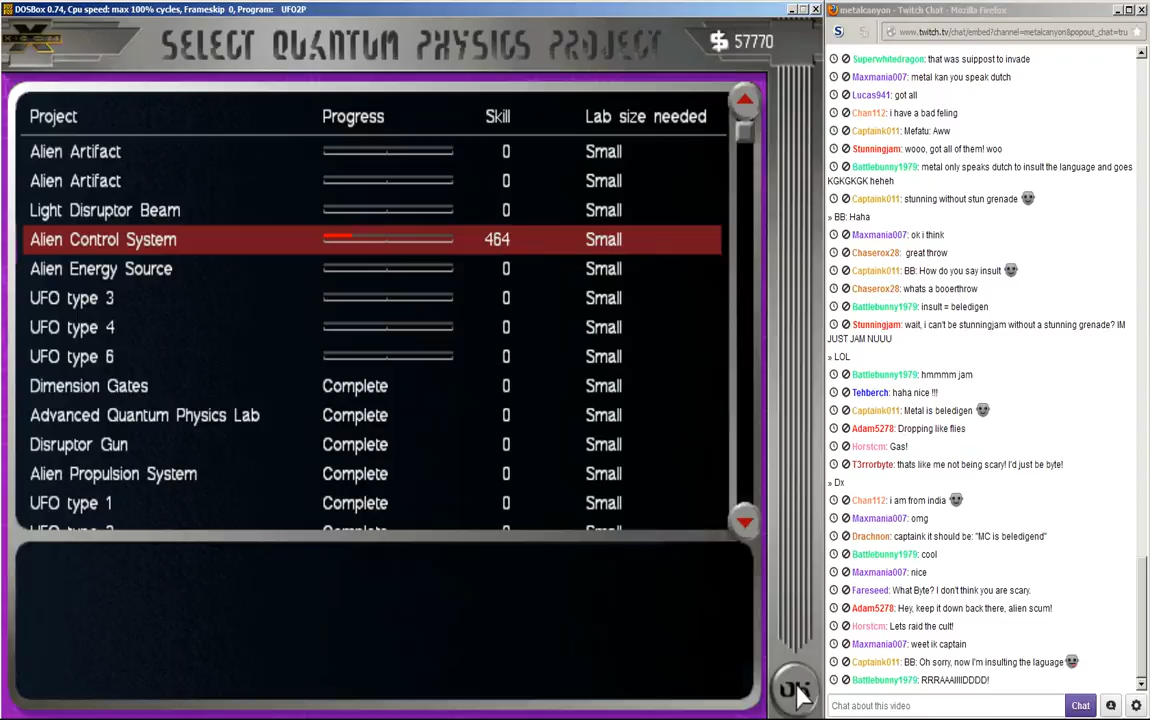 DOSBox 0.74, Cpu speed: max 100% cycles, Frameskip 0, Program: UFO2P
SELECT QUANTUM PHYSICS PROJECT
$ 57770
Project Progress Skill Lab size needed
Alien Artifact 0 Small
Alien Artifact 0 Small
Light Disruptor Beam 0 Small
Alien Control System 464 Small
Alien Energy Source 0 Small
UFO type 3 0 Small
UFO type 4 0 Small
UFO type 6 0 Small
Dimension Gates Complete 0 Small
Advanced Quantum Physics Lab Complete 0 Small
Disruptor Gun Complete 0 Small
Alien Propulsion System Complete 0 Small
UFO type 1 Complete 0 Small
OK
metalcanyon - Twitch Chat - Mozilla Firefox
www.twitch.tv/chat/embed?channel=metalcanyon&popout_chat=tru
Superwhitedragon: that was suippost to invade
Maxmania007: metal kan you speak dutch
Lucas941: got all
Chan112: i have a bad feling
Captaink011: Mefatu: Aww
Stunningjam: wooo, got all of them! woo
Battlebunny1979: metal only speaks dutch to insult the language and goes
KGKGKGK heheh
Captaink011: stunning without stun grenade
» BB: Haha
Maxmania007: ok i think
Chaserox28: great throw
Captaink011: BB: How do you say insult
Chaserox28: whats a booerthrow
Battlebunny1979: insult = beledigen
Stunningjam: wait, i can't be stunningjam without a stunning grenade? IM
JUST JAM NUUU
» LOL
Battlebunny1979: hmmmm jam
Tehberch: haha nice !!!
Captaink011: Metal is beledigen
Adam5278: Dropping like flies
Horstcm: Gas!
T3rrorbyte: thats like me not being scary! I'd just be byte!
» Dx
Chan112: i am from india
Maxmania007: omg
Drachnon: captaink it should be: "MC is beledigend"
Battlebunny1979: cool
Maxmania007: nice
Fareseed: What Byte? I don't think you are scary.
Adam5278: Hey, keep it down back there, alien scum!
Horstcm: Lets raid the cult!
Maxmania007: weet ik captain
Captaink011: BB: Oh sorry, now I'm insulting the laguage
Battlebunny1979: RRRAAAIIIIDDDD!
Chat about this video
Chat